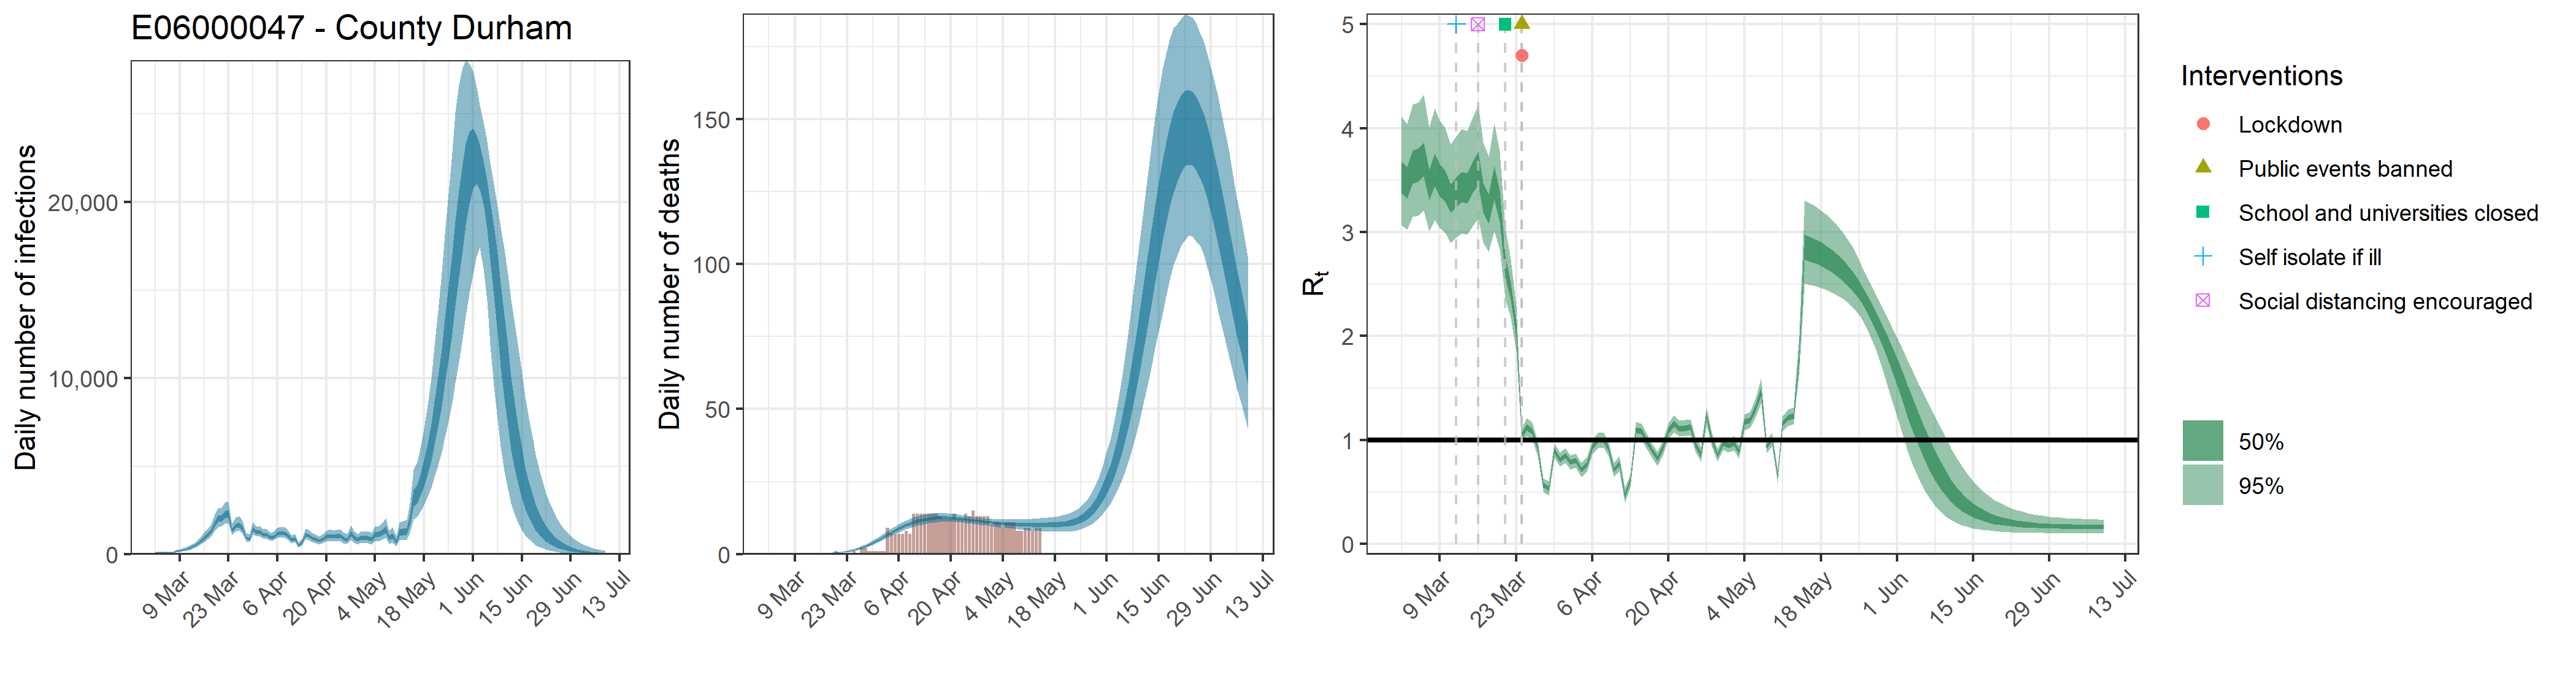 E06000047 - County Durham
Daily number of infections
20,000
10,000
0
9 Mar
23 Mar
6 Apr
20 Apr
4 May
18 May
1 Jun
15 Jun
29 Jun
13 Jul
Daily number of deaths
150
100
50
0
9 Mar
23 Mar
6 Apr
20 Apr
4 May
18 May
1 Jun
15 Jun
29 Jun
13 Jul
Rt
5
4
3
2
1
0
9 Mar
23 Mar
6 Apr
20 Apr
4 May
18 May
1 Jun
15 Jun
29 Jun
13 Jul
Interventions
Lockdown
Public events banned
School and universities closed
Self isolate if ill
Social distancing encouraged
50%
95%